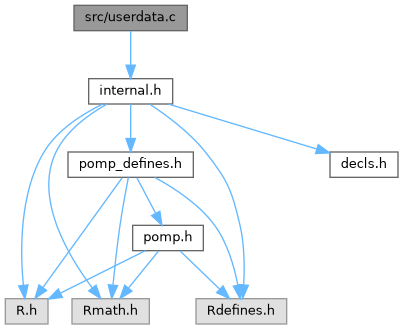 src/userdata.c
internal.h
pomp_defines.h
decls.h
pomp.h
R.h
Rmath.h
Rdefines.h